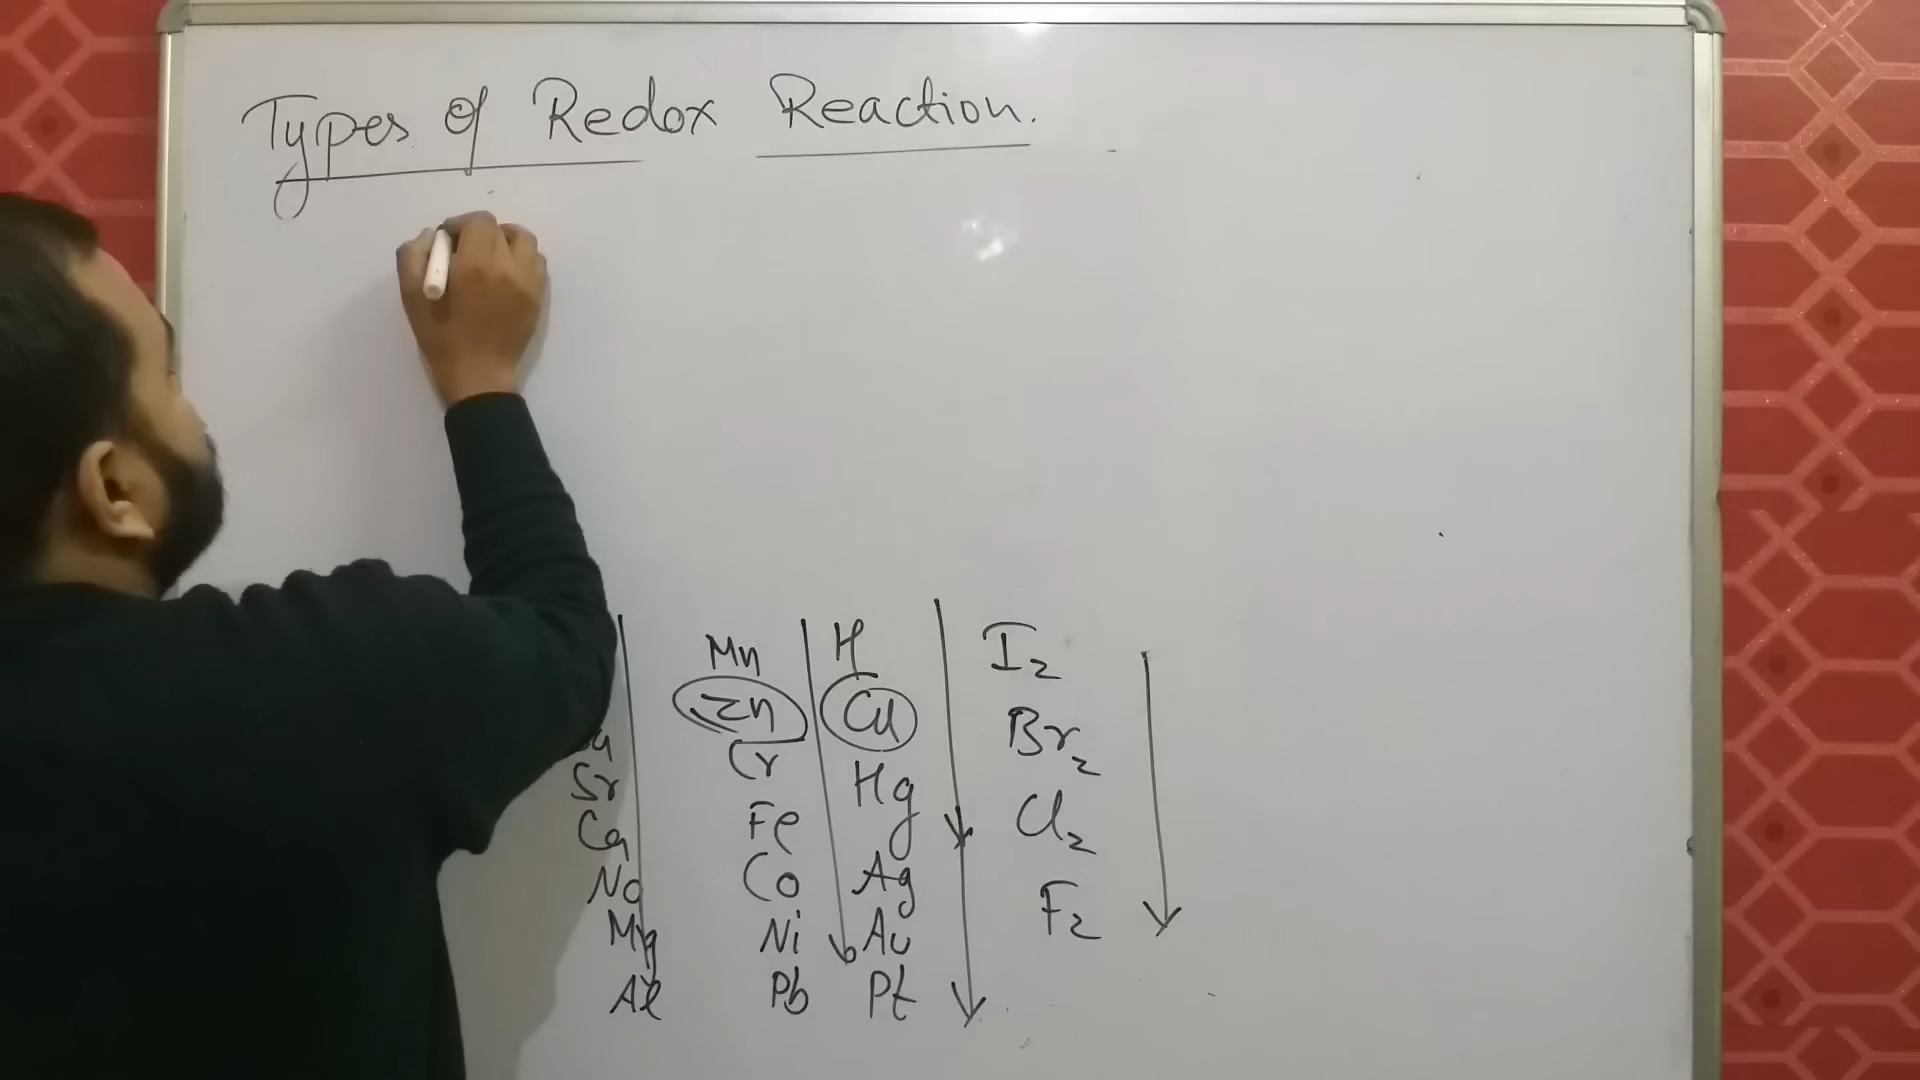 Types of Redox Reaction.
Mn H I2
Zn Cu Br2
Sr Cr Hg Cl2
Ca Fe Ag F2
Na Co Au
Mg Ni Pt
Al Pb